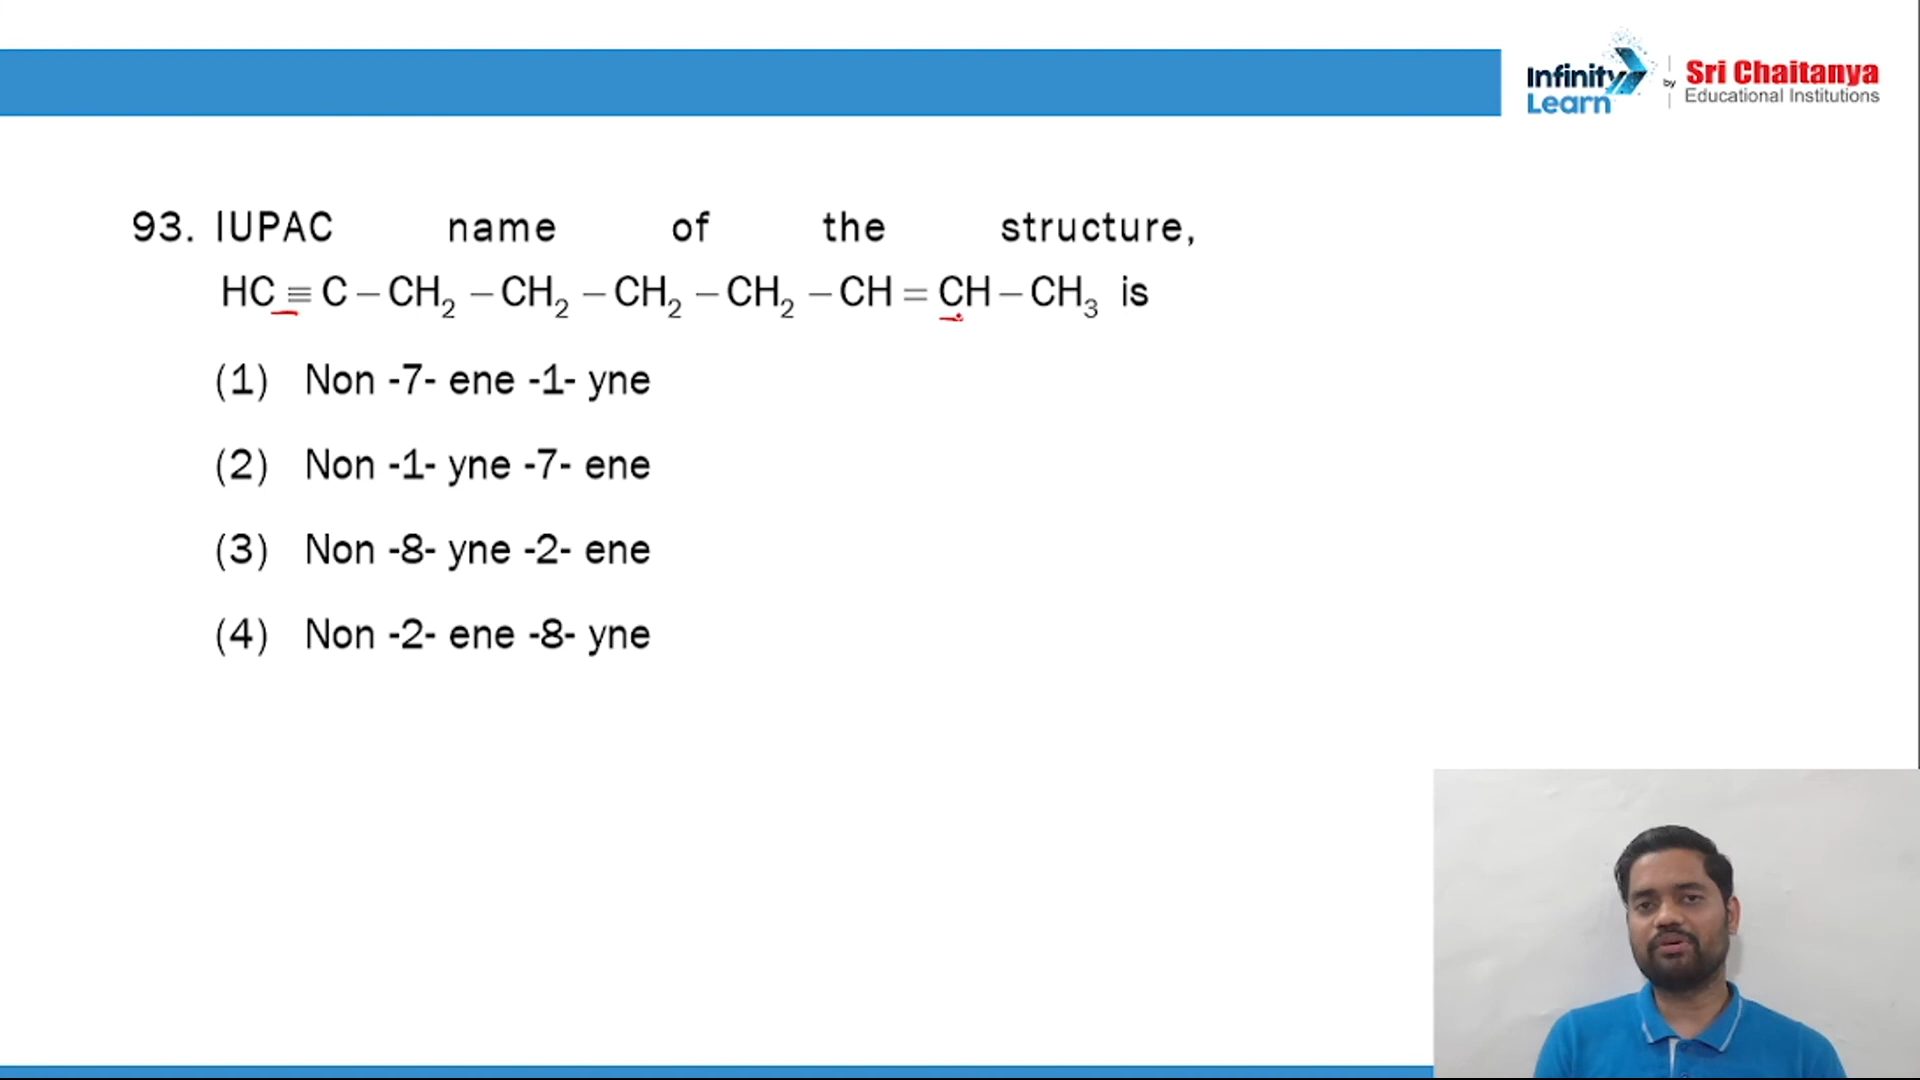 Infinity Learn by Sri Chaitanya Educational Institutions
93. IUPAC name of the structure,
HC ≡ C – CH₂ – CH₂ – CH₂ – CH₂ – CH = CH – CH₃ is
(1) Non -7- ene -1- yne
(2) Non -1- yne -7- ene
(3) Non -8- yne -2- ene
(4) Non -2- ene -8- yne